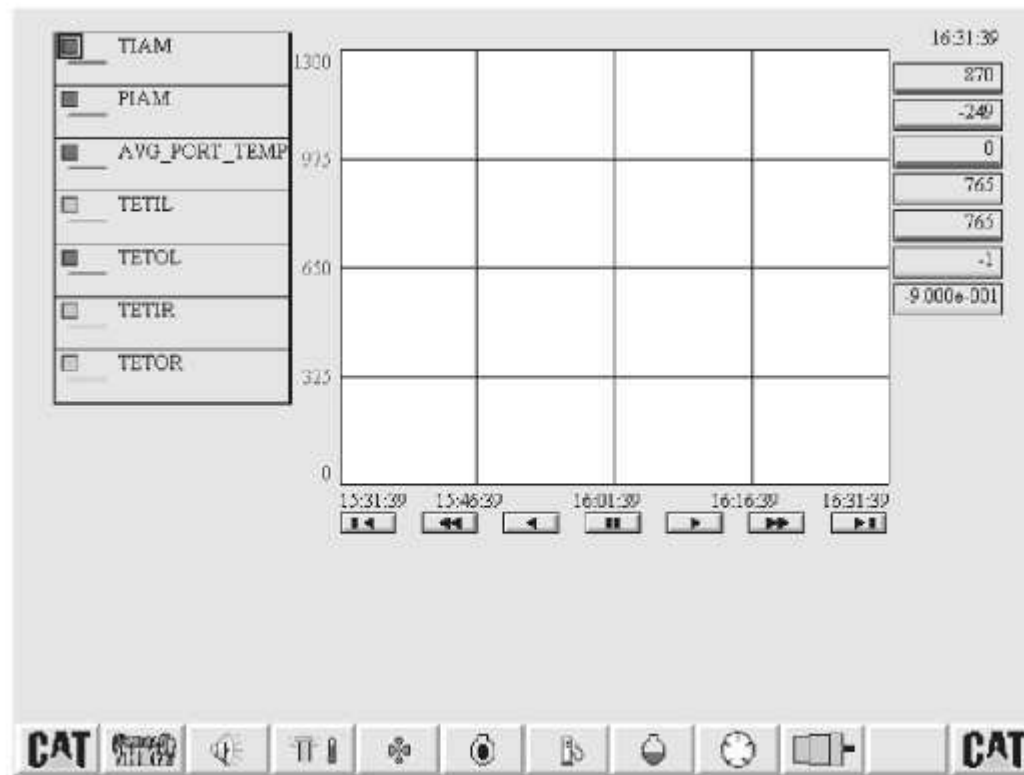 TIAM
PIAM
AVG_PORT_TEMP
TETIL
TETOL
TETIR
TETOR
1300
975
650
325
0
15:31:39 15:46:39 16:01:39 16:16:39 16:31:39
16:31:39
870
-249
0
765
765
-1
-9.000e-001
CAT
CAT